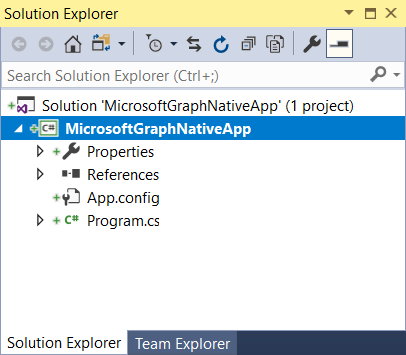 Solution Explorer
Search Solution Explorer (Ctrl+;)
Solution 'MicrosoftGraphNativeApp' (1 project)
C# MicrosoftGraphNativeApp
Properties
References
App.config
C# Program.cs
Solution Explorer Team Explorer